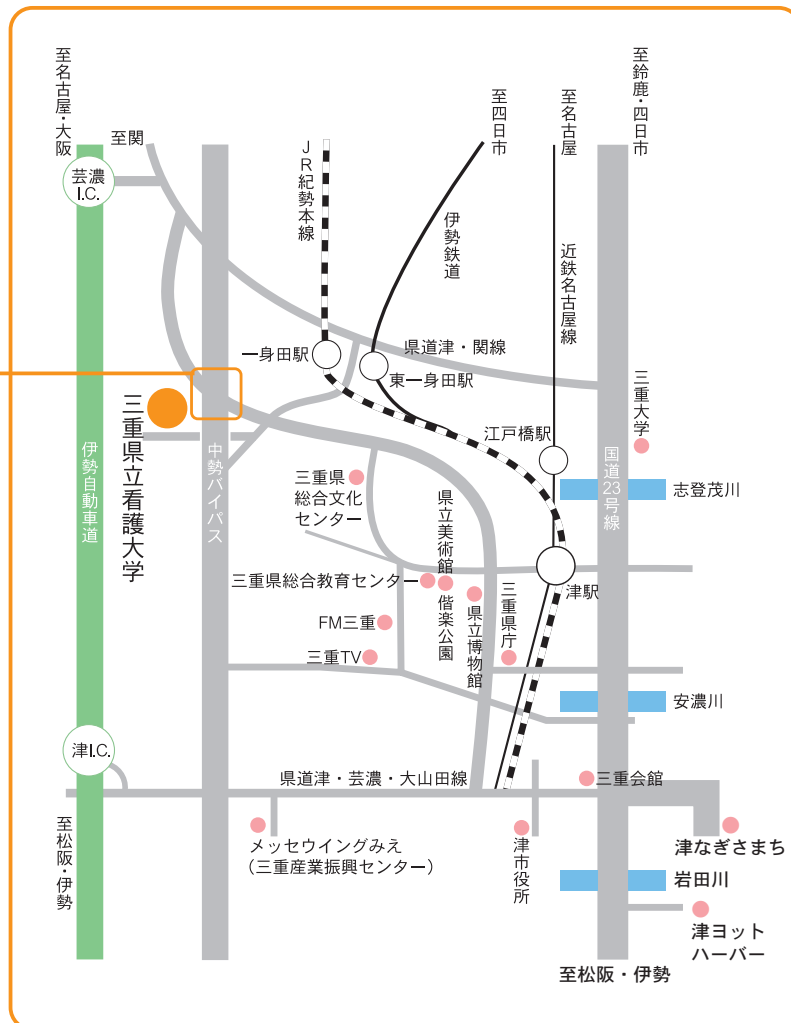 至名古屋・大阪
至関
至四日市
至名古屋
至鈴鹿・四日市
芸濃
I.C.
JR紀勢本線
伊勢鉄道
近鉄名古屋線
一身田駅
県道津・関線
東一身田駅
三重大学
江戸橋駅
三重県立看護大学
伊勢自動車道
中勢バイパス
国道23号線
志登茂川
三重県
総合文化
センター
県立美術館
三重県総合教育センター
偕楽公園
県立博物館
三重県庁
津駅
FM三重
三重TV
安濃川
津I.C.
県道津・芸濃・大山田線
三重会館
至松阪・伊勢
メッセウイングみえ
（三重産業振興センター）
津市役所
津なぎさまち
岩田川
津ヨット
ハーバー
至松阪・伊勢